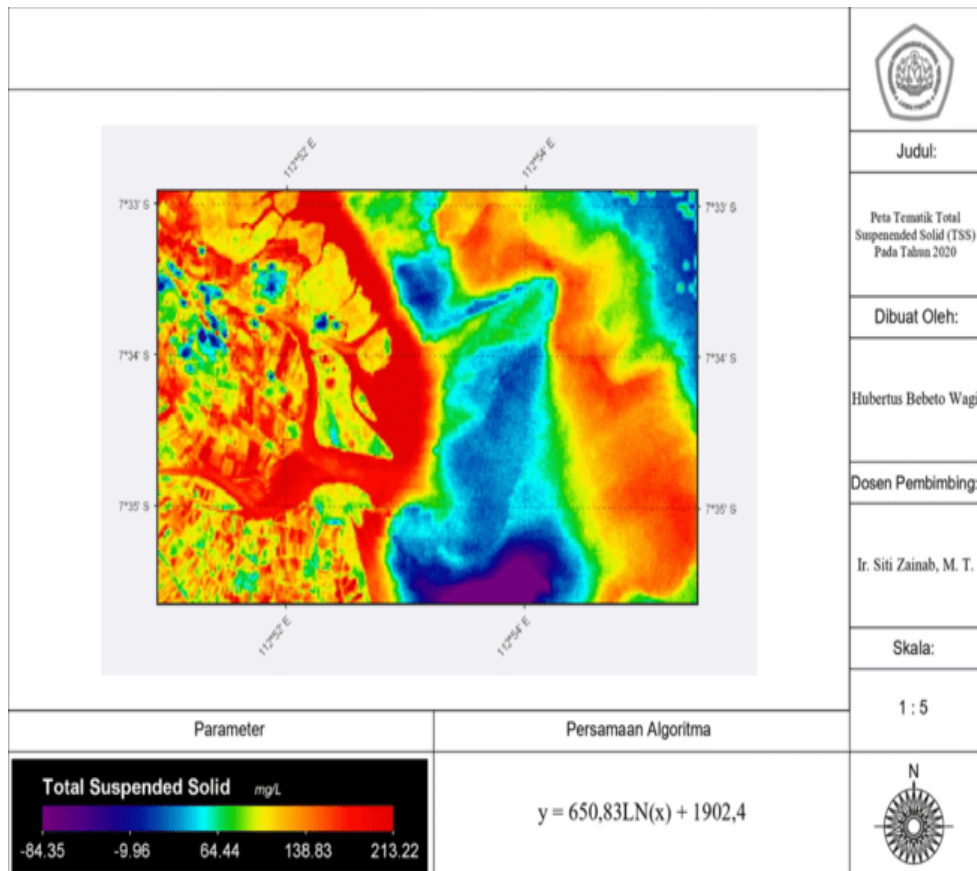 112°52' E
112°54' E
7°33' S
7°33' S
7°34' S
7°34' S
7°35' S
7°35' S
112°52' E
112°54' E
Judul:
Peta Tematik Total
Suspenended Solid (TSS)
Pada Tahun 2020
Dibuat Oleh:
Hubertus Bebeto Wagi
Dosen Pembimbing:
Ir. Siti Zainab, M. T.
Skala:
1 : 5
N
Parameter
Persamaan Algoritma
Total Suspended Solid mg/L
-84.35 -9.96 64.44 138.83 213.22
y = 650,83LN(x) + 1902,4